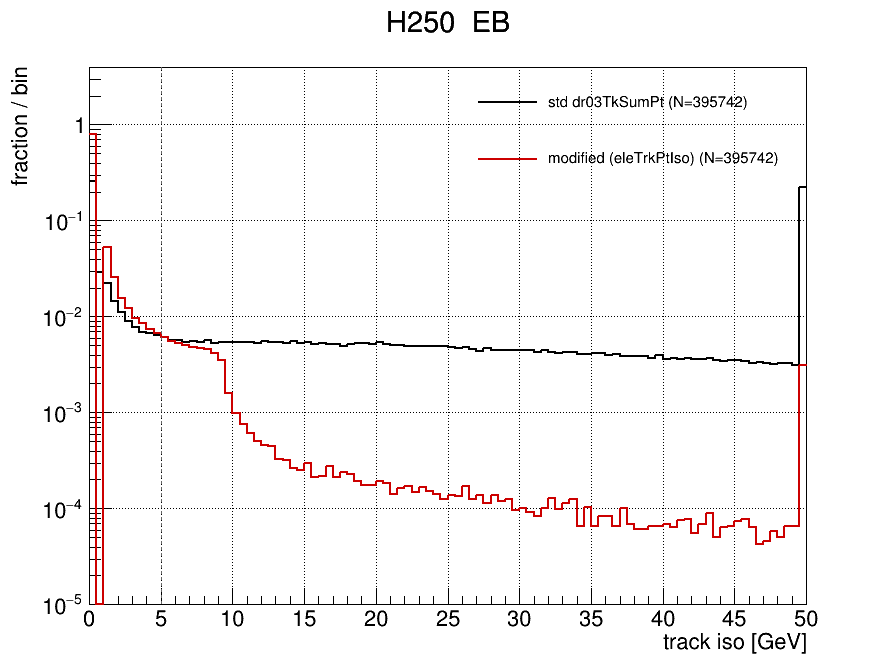 H250 EB
fraction / bin
std dr03TkSumPt (N=395742)
modified (eleTrkPtIso) (N=395742)
1
10⁻¹
10⁻²
10⁻³
10⁻⁴
10⁻⁵
0 5 10 15 20 25 30 35 40 45 50
track iso [GeV]